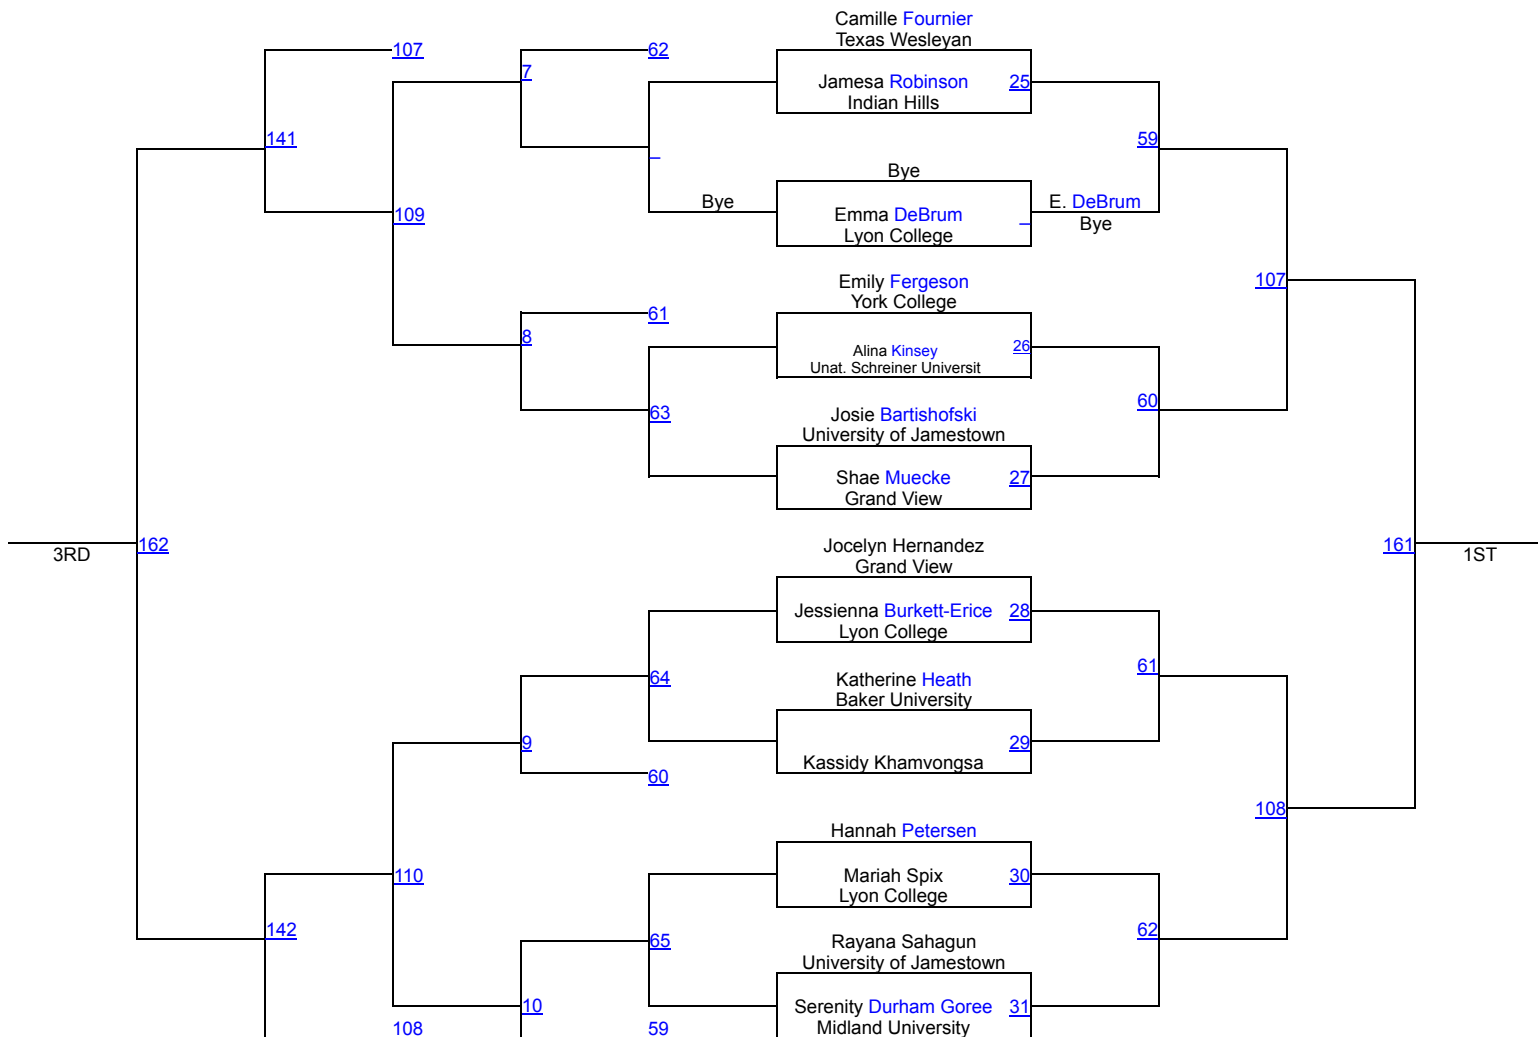 Camille Fournier
Texas Wesleyan
107
62
7
Jamesa Robinson 25
Indian Hills
141
59
_
Bye
Bye
E. DeBrum
109
Emma DeBrum _
Bye
Lyon College
Emily Fergeson
107
York College
61
8
Alina Kinsey 26
Unat. Schreiner Universit
60
63
Josie Bartishofski
University of Jamestown
Shae Muecke 27
Grand View
162
3RD
Jocelyn Hernandez
161
1ST
Grand View
Jessienna Burkett-Erice 28
Lyon College
61
64
Katherine Heath
Baker University
9
29
Kassidy Khamvongsa
60
108
Hannah Petersen
110
Mariah Spix 30
Lyon College
142
62
65
Rayana Sahagun
University of Jamestown
10
Serenity Durham Goree 31
108
59
Midland University